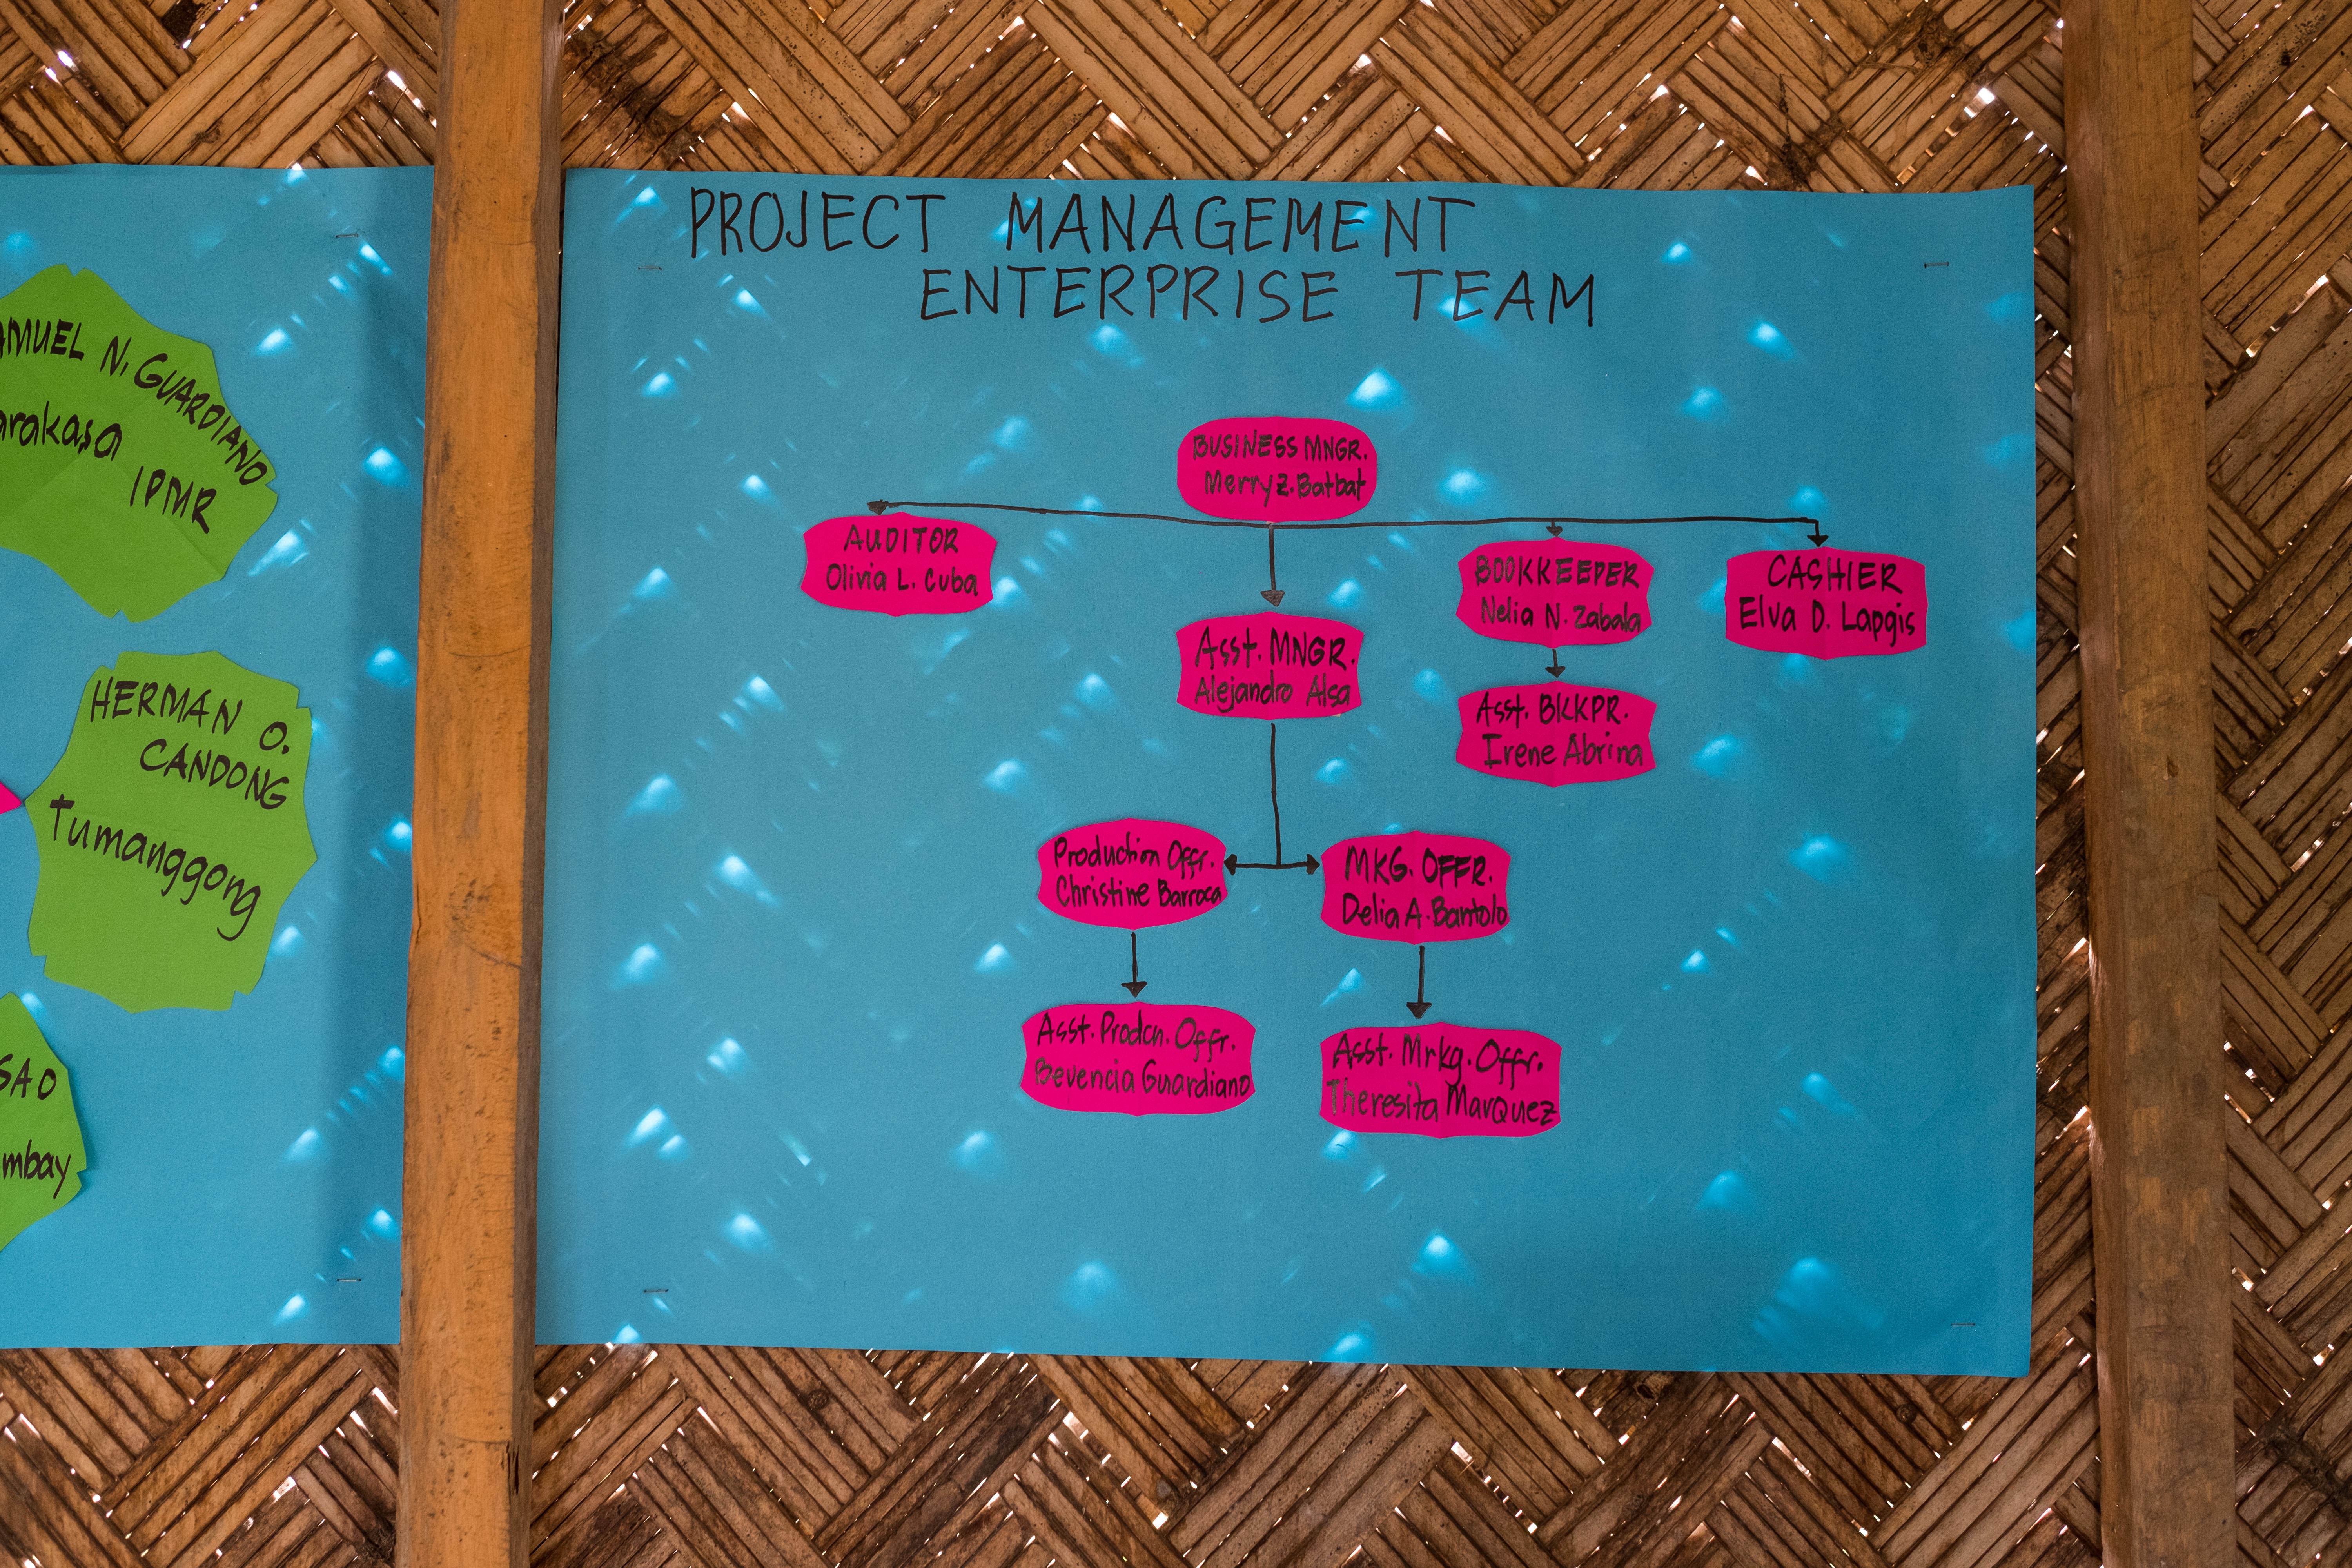 PROJECT MANAGEMENT
ENTERPRISE TEAM
BUSINESS MNGR.
Merry Z. Batbat
AUDITOR
Olivia L. Cuba
Asst. MNGR.
Alejandro Alsa
BOOKKEEPER
Nelia N. Zabala
CASHIER
Elva D. Lapgis
Asst. BKKPR.
Irene Abrina
Production Offr.
Christine Barroca
MKG. OFFR.
Delia A. Bantolo
Asst. Prodcn. Offr.
Bevencia Guardiano
Asst. Mrkg. Offr.
Theresita Marquez
AMUEL N. GUARDIANO
arakasa
IPMR
HERMAN O.
CANDONG
Tumanggong
SAO
mbay